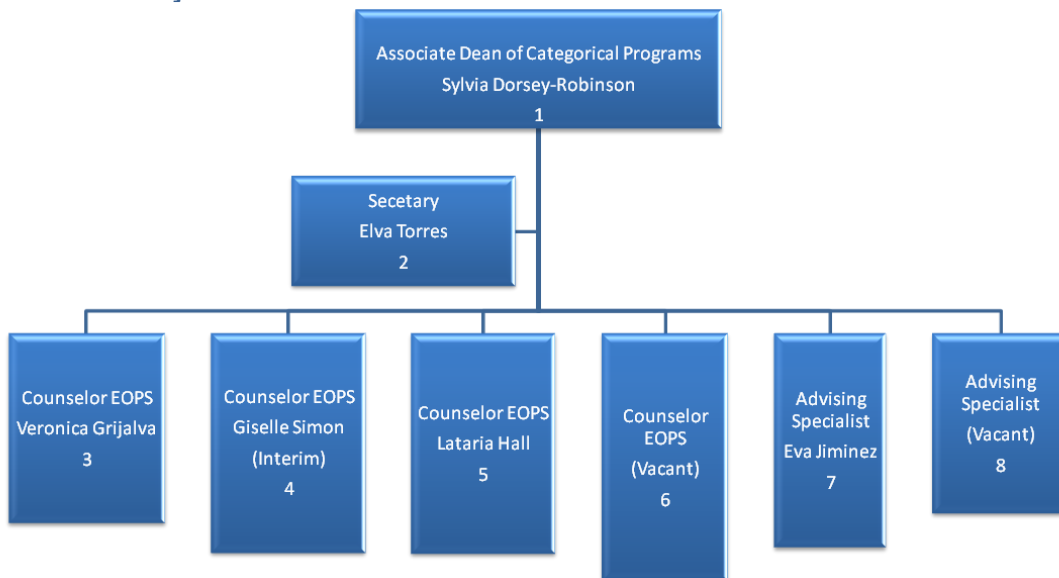 Associate Dean of Categorical Programs
Sylvia Dorsey-Robinson
1
Secetary
Elva Torres
2
Counselor EOPS
Veronica Grijalva
3
Counselor EOPS
Giselle Simon
(Interim)
4
Counselor EOPS
Lataria Hall
5
Counselor
EOPS
(Vacant)
6
Advising
Specialist
Eva Jiminez
7
Advising
Specialist
(Vacant)
8